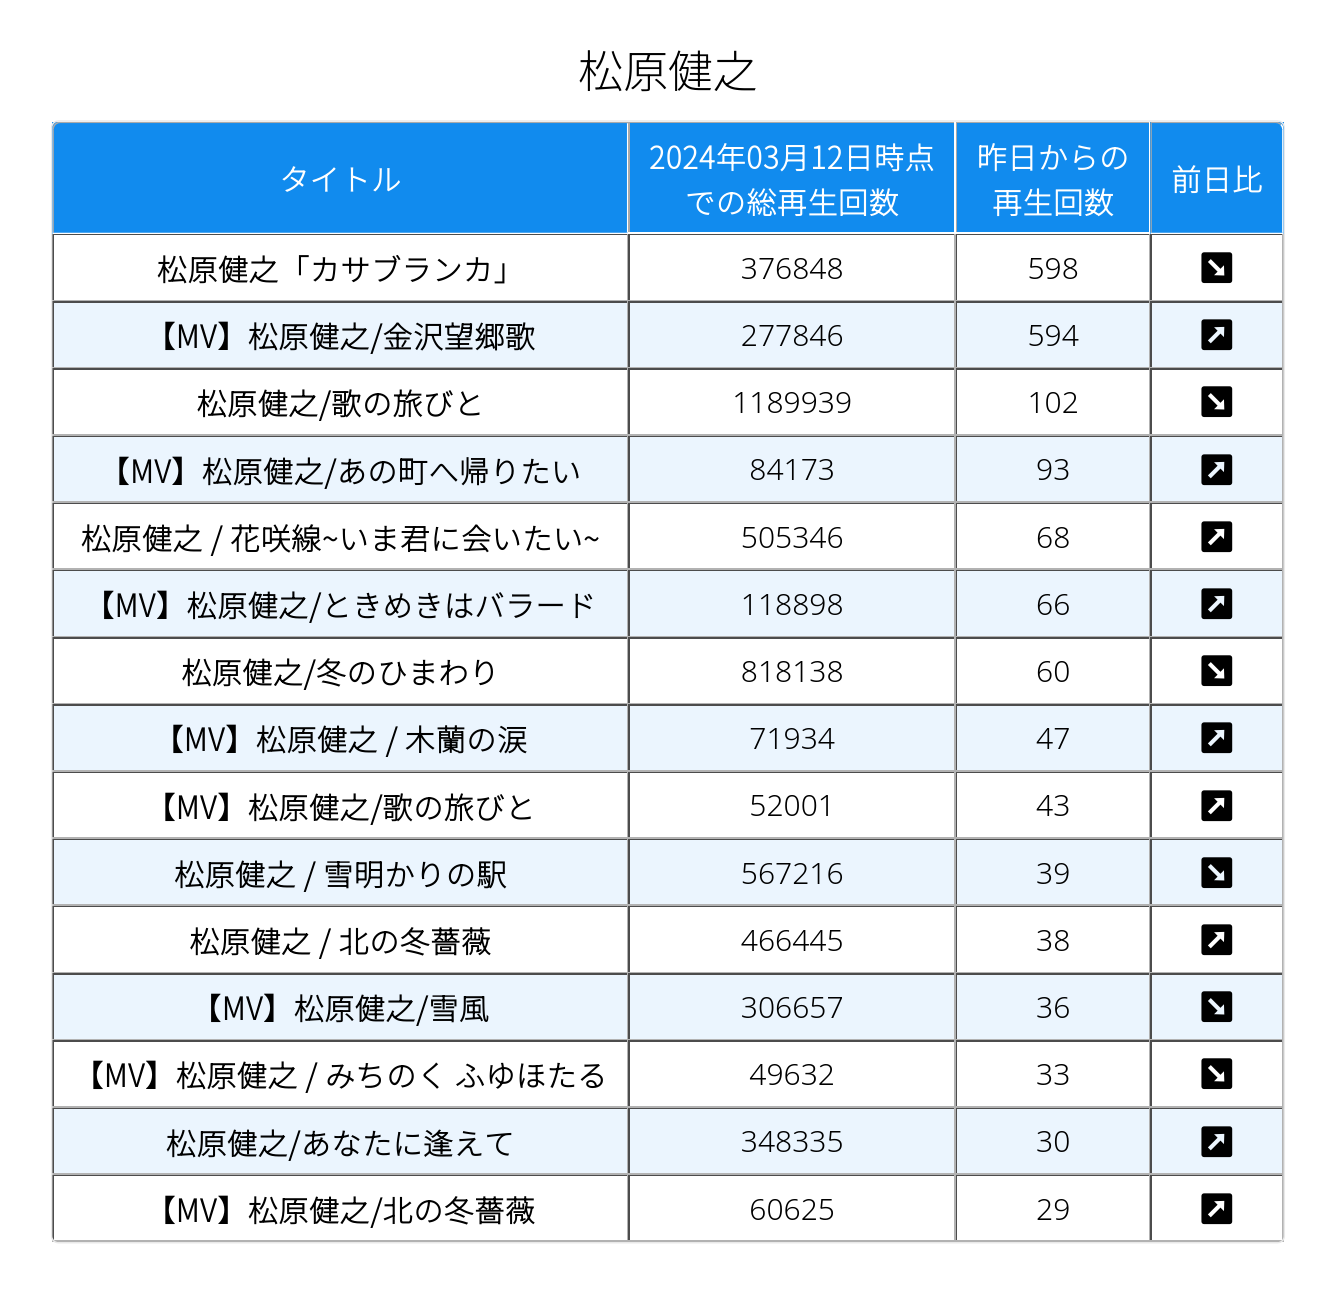 松原健之
タイトル
2024年03月12日時点
での総再生回数
昨日からの
再生回数
前日比
松原健之「カサブランカ」 376848 598 ↘
【MV】松原健之/金沢望郷歌 277846 594 ↗
松原健之/歌の旅びと 1189939 102 ↘
【MV】松原健之/あの町へ帰りたい 84173 93 ↗
松原健之 / 花咲線~いま君に会いたい~ 505346 68 ↗
【MV】松原健之/ときめきはバラード 118898 66 ↗
松原健之/冬のひまわり 818138 60 ↘
【MV】松原健之 / 木蘭の涙 71934 47 ↗
【MV】松原健之/歌の旅びと 52001 43 ↗
松原健之 / 雪明かりの駅 567216 39 ↘
松原健之 / 北の冬薔薇 466445 38 ↗
【MV】松原健之/雪風 306657 36 ↘
【MV】松原健之 / みちのく ふゆほたる 49632 33 ↘
松原健之/あなたに逢えて 348335 30 ↗
【MV】松原健之/北の冬薔薇 60625 29 ↗